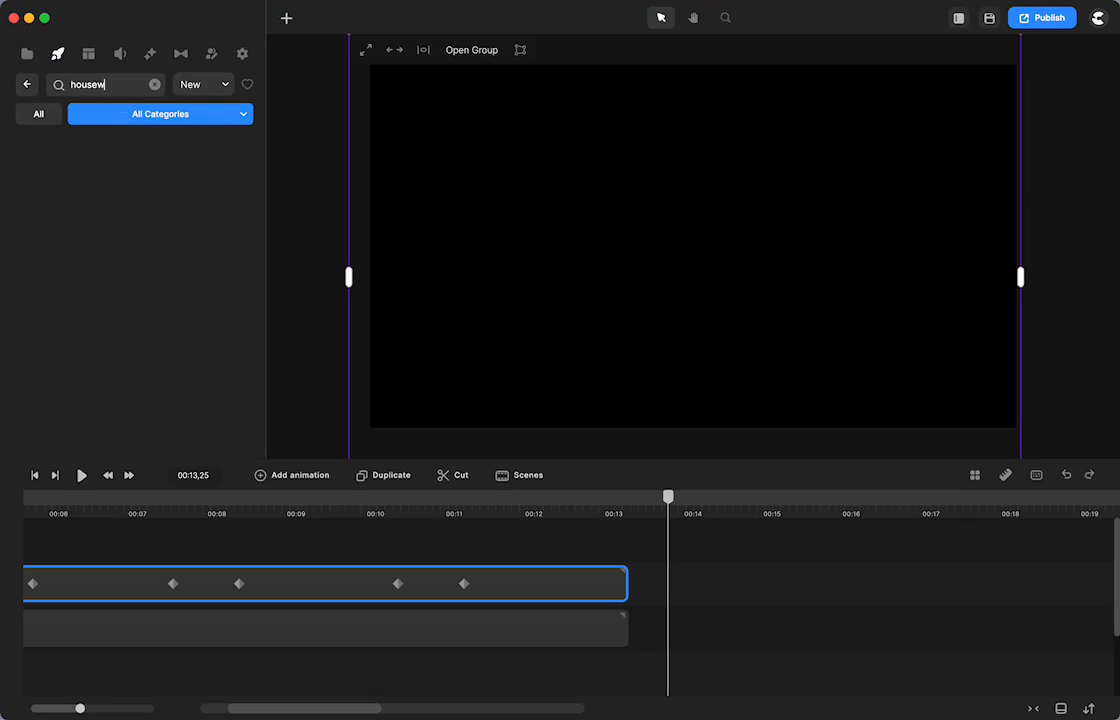 Publish
Open Group
housew
New
All
All Categories
00:13,25
Add animation
Duplicate
Cut
Scenes
00:06 00:07 00:08 00:09 00:10 00:11 00:12 00:13 00:14 00:15 00:16 00:17 00:18 00:19